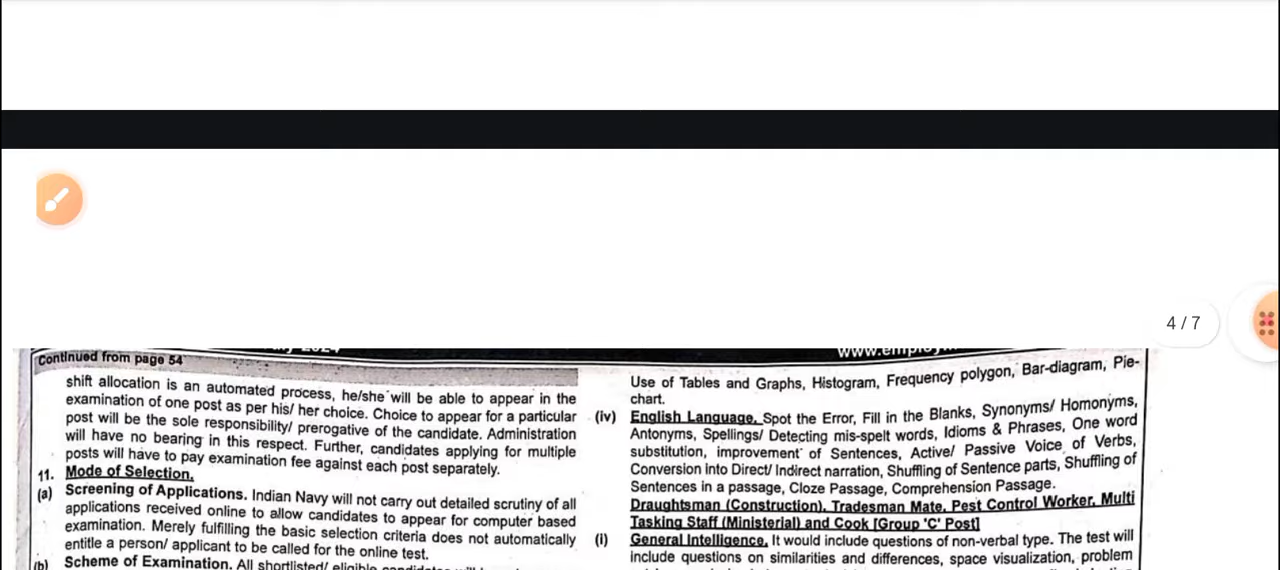 4 / 7
Continued from page 54
shift allocation is an automated process, he/she will be able to appear in the
examination of one post as per his/ her choice. Choice to appear for a particular
post will be the sole responsibility/ prerogative of the candidate. Administration
will have no bearing in this respect. Further, candidates applying for multiple
posts will have to pay examination fee against each post separately.
11. Mode of Selection.
(a) Screening of Applications. Indian Navy will not carry out detailed scrutiny of all
applications received online to allow candidates to appear for computer based
examination. Merely fulfilling the basic selection criteria does not automatically
entitle a person/ applicant to be called for the online test.
(b) Scheme of Examination. All shortlisted/ eligible
Use of Tables and Graphs, Histogram, Frequency polygon, Bar-diagram, Pie-
chart.
(iv) English Language. Spot the Error, Fill in the Blanks, Synonyms/ Homonyms,
Antonyms, Spellings/ Detecting mis-spelt words, Idioms & Phrases, One word
substitution, improvement of Sentences, Active/ Passive Voice of Verbs,
Conversion into Direct/ Indirect narration, Shuffling of Sentence parts, Shuffling of
Sentences in a passage, Cloze Passage, Comprehension Passage.
Draughtsman (Construction), Tradesman Mate, Pest Control Worker, Multi
Tasking Staff (Ministerial) and Cook [Group 'C' Post]
(i) General Intelligence. It would include questions of non-verbal type. The test will
include questions on similarities and differences, space visualization, problem